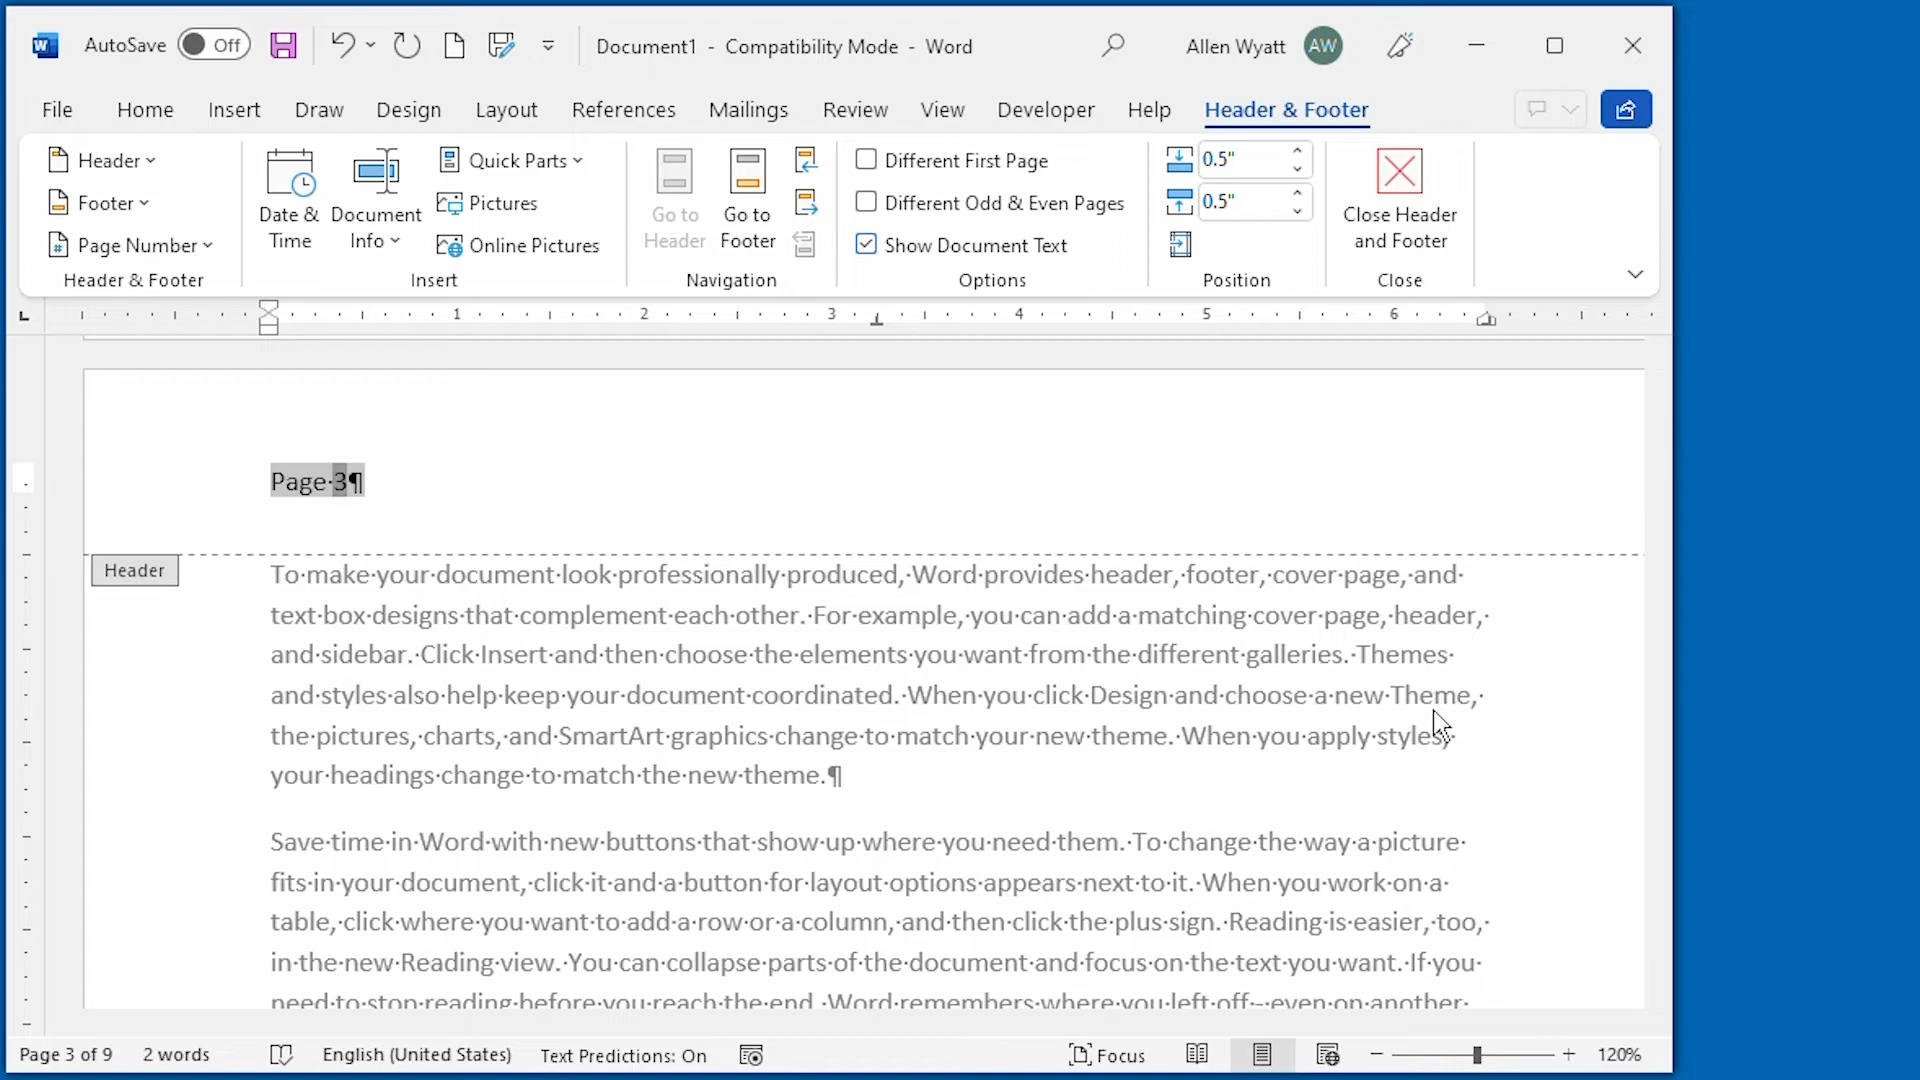 AutoSave Off Document1 - Compatibility Mode - Word Allen Wyatt AW
File Home Insert Draw Design Layout References Mailings Review View Developer Help Header & Footer
Header
Footer
Page Number
Header & Footer
Date & Time
Document Info
Quick Parts
Pictures
Online Pictures
Insert
Go to Header
Go to Footer
Navigation
Different First Page
Different Odd & Even Pages
Show Document Text
Options
0.5"
0.5"
Position
Close Header and Footer
Close
1 2 3 4 5 6
Page·3¶
Header
To·make·your·document·look·professionally·produced,·Word·provides·header,·footer,·cover·page,·and·
text·box·designs·that·complement·each·other.·For·example,·you·can·add·a·matching·cover·page,·header,·
and·sidebar.·Click·Insert·and·then·choose·the·elements·you·want·from·the·different·galleries.·Themes·
and·styles·also·help·keep·your·document·coordinated.·When·you·click·Design·and·choose·a·new·Theme,·
the·pictures,·charts,·and·SmartArt·graphics·change·to·match·your·new·theme.·When·you·apply·styles,·
your·headings·change·to·match·the·new·theme.¶
Save·time·in·Word·with·new·buttons·that·show·up·where·you·need·them.·To·change·the·way·a·picture·
fits·in·your·document,·click·it·and·a·button·for·layout·options·appears·next·to·it.·When·you·work·on·a·
table,·click·where·you·want·to·add·a·row·or·a·column,·and·then·click·the·plus·sign.·Reading·is·easier,·too,·
in·the·new·Reading·view.·You·can·collapse·parts·of·the·document·and·focus·on·the·text·you·want.·If·you·
need·to·stop·reading·before·you·reach·the·end,·Word·remembers·where·you·left·off·-·even·on·another·
Page 3 of 9 2 words English (United States) Text Predictions: On Focus 120%